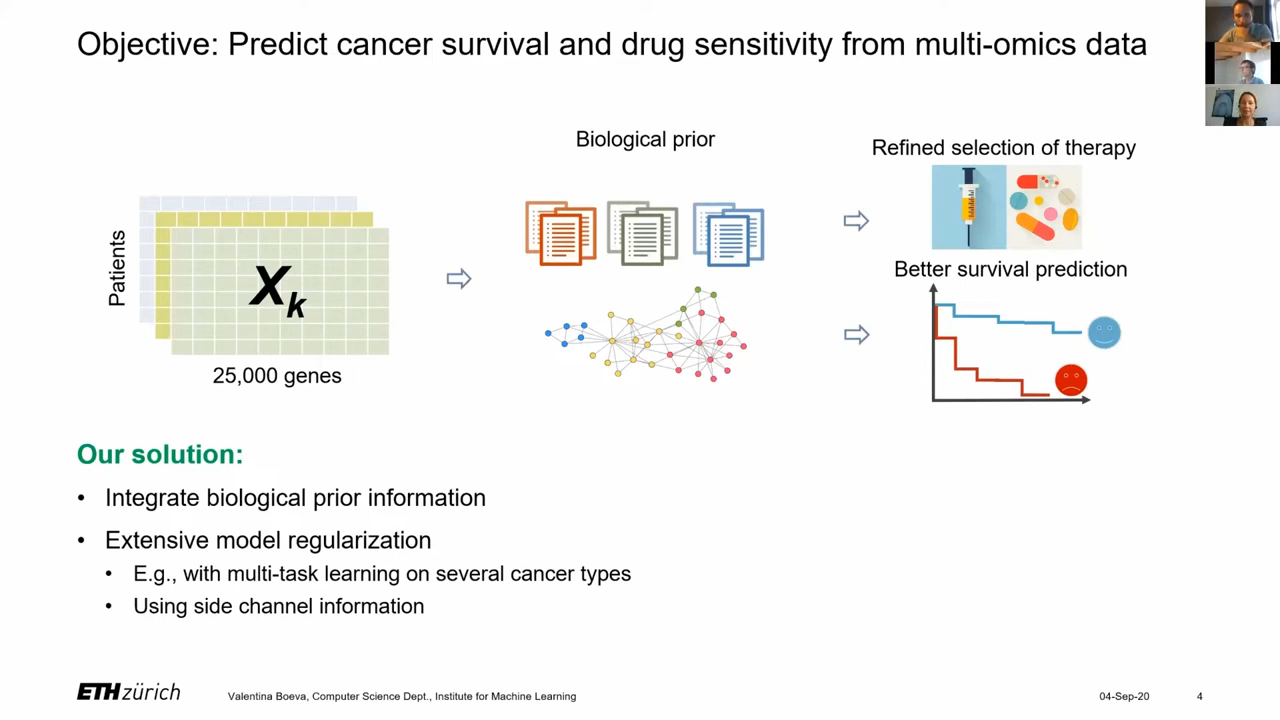 Objective: Predict cancer survival and drug sensitivity from multi-omics data
Biological prior
Refined selection of therapy
Patients
X_k
25,000 genes
Better survival prediction
Our solution:
• Integrate biological prior information
• Extensive model regularization
• E.g., with multi-task learning on several cancer types
• Using side channel information
ETH zürich
Valentina Boeva, Computer Science Dept., Institute for Machine Learning
04-Sep-20
4